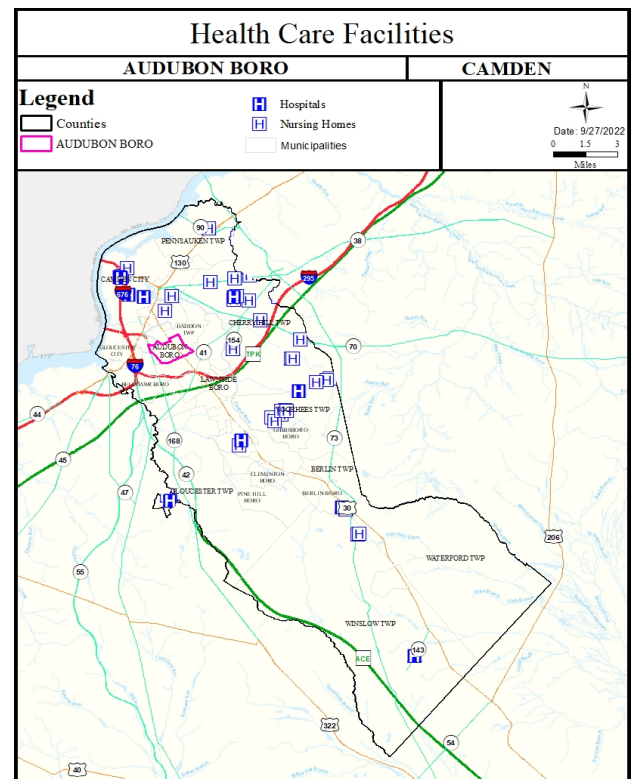 Health Care Facilities
AUDUBON BORO
CAMDEN
Legend
Counties
AUDUBON BORO
H Hospitals
H Nursing Homes
Municipalities
N
Date: 9/27/2022
0 1.5 3
Miles
90
PENNSAUKEN TWP
38
130
295
676
HADDON
TWP
CHERRY HILL TWP
GLOUCESTER
CITY
AUDUBON
BORO
41
154
TPK
70
76
LAWNSIDE
BORO
44
VOORHEES TWP
GIBBSBORO
BORO
168
73
45
42
BERLIN TWP
CLEMENTON
BORO
47
GLOUCESTER TWP
PINE HILL
BORO
BERLIN BORO
30
206
WATERFORD TWP
55
WINSLOW TWP
143
ACE
322
54
40